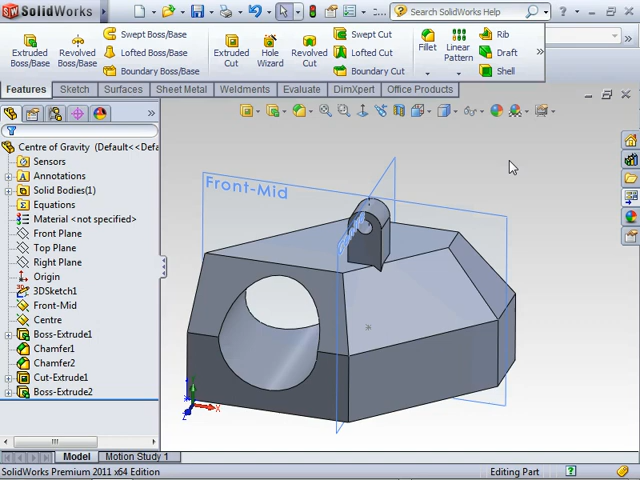 SolidWorks
Search SolidWorks Help
Extruded Boss/Base
Revolved Boss/Base
Swept Boss/Base
Lofted Boss/Base
Boundary Boss/Base
Extruded Cut
Hole Wizard
Revolved Cut
Swept Cut
Lofted Cut
Boundary Cut
Fillet
Linear Pattern
Rib
Draft
Shell
Features
Sketch
Surfaces
Sheet Metal
Weldments
Evaluate
DimXpert
Office Products
Centre of Gravity (Default<<Defa
Sensors
Annotations
Solid Bodies(1)
Equations
Material <not specified>
Front Plane
Top Plane
Right Plane
Origin
3DSketch1
Front-Mid
Centre
Boss-Extrude1
Chamfer1
Chamfer2
Cut-Extrude1
Boss-Extrude2
Front-Mid
X
Z
Model
Motion Study 1
SolidWorks Premium 2011 x64 Edition
Editing Part